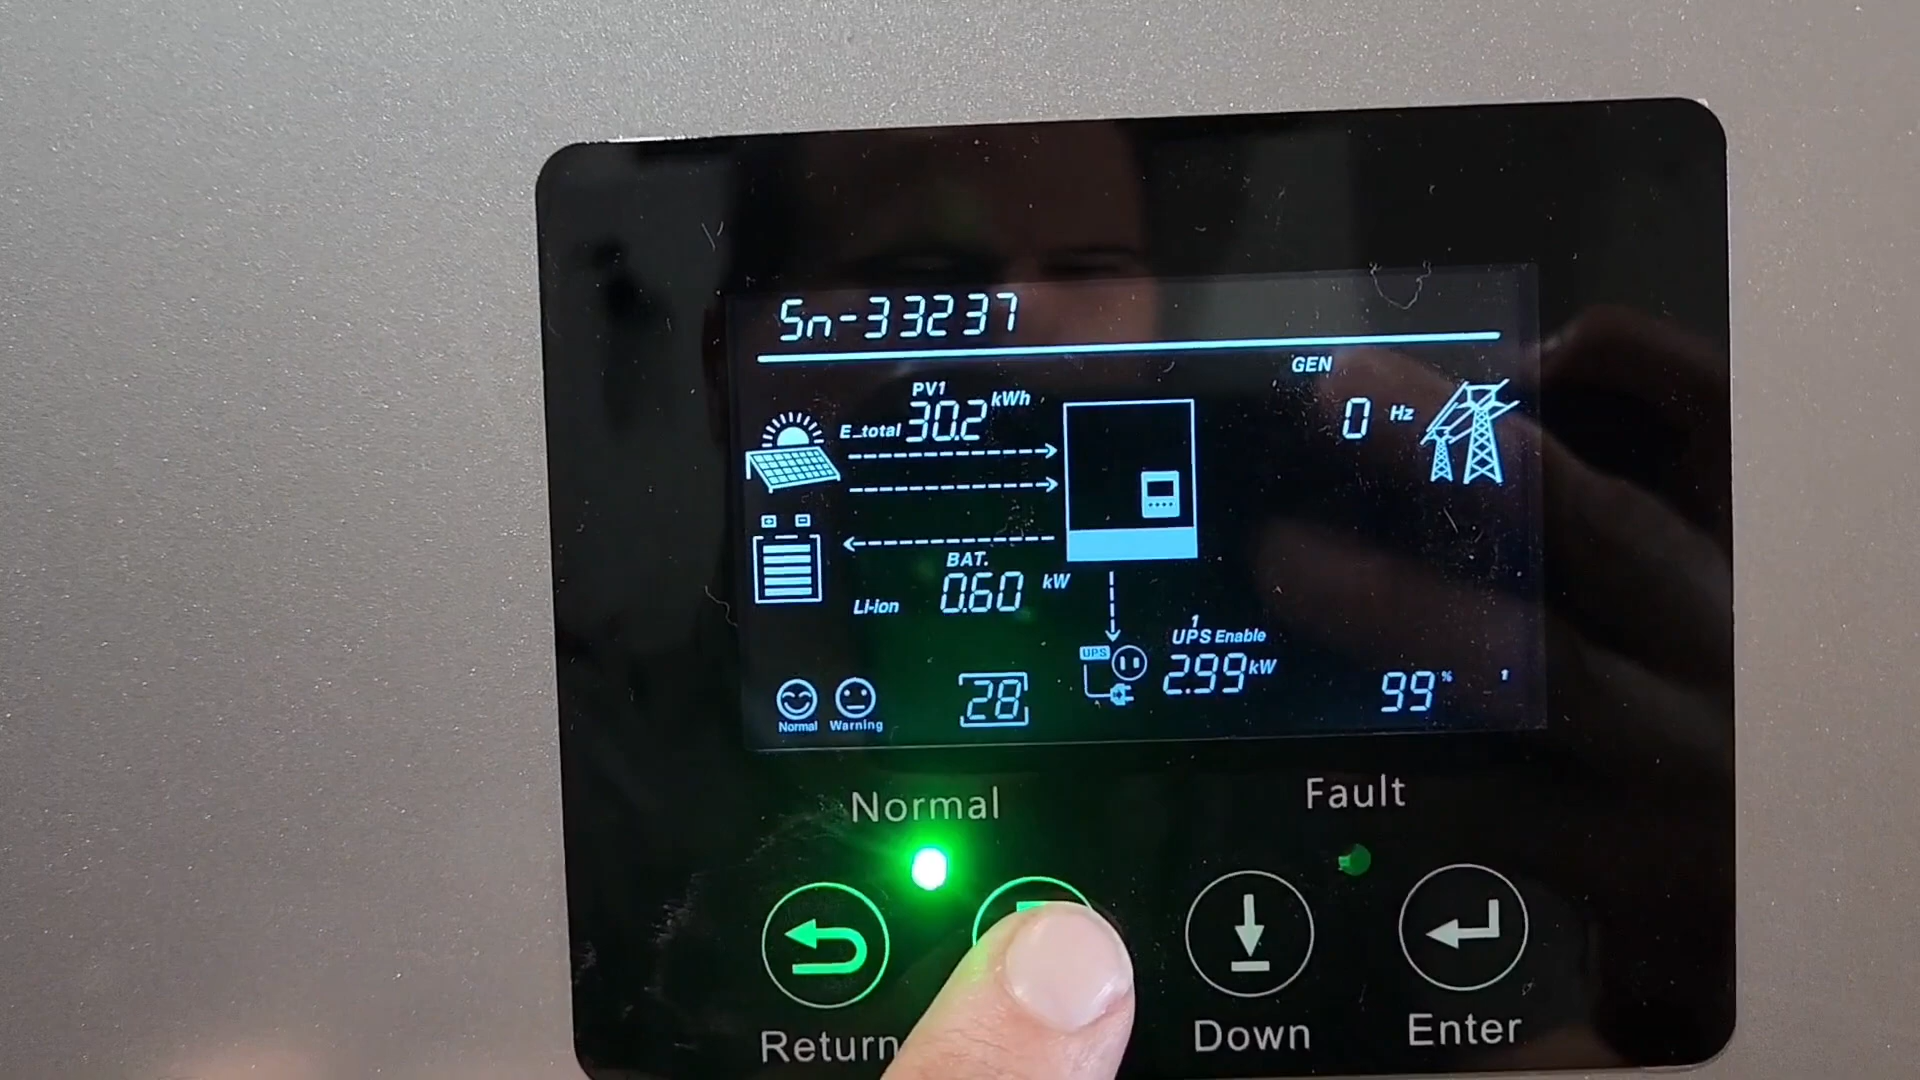 Sn-33237
GEN
PV1
E_total 30.2 kWh
0 Hz
BAT.
Li-ion 0.60 kW
1
UPS Enable
UPS
2.99 kW
28
99 %
Normal Warning
Normal
Fault
Return
Down
Enter